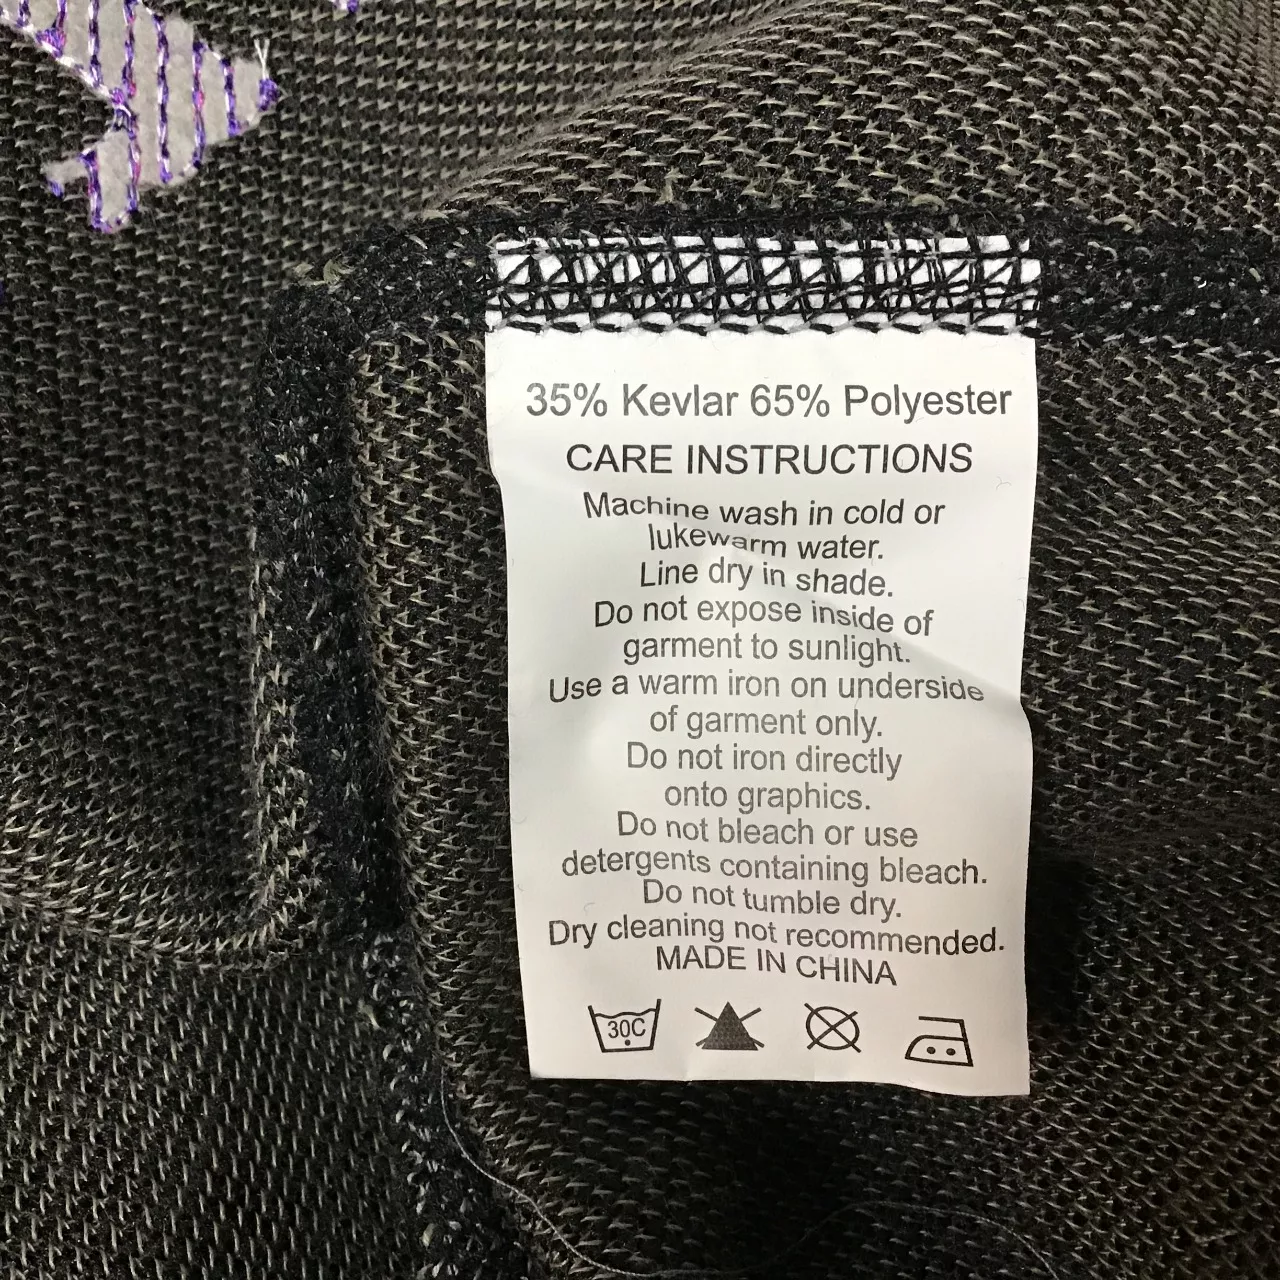 35% Kevlar 65% Polyester
CARE INSTRUCTIONS
Machine wash in cold or
lukewarm water.
Line dry in shade.
Do not expose inside of
garment to sunlight.
Use a warm iron on underside
of garment only.
Do not iron directly
onto graphics.
Do not bleach or use
detergents containing bleach.
Do not tumble dry.
Dry cleaning not recommended.
MADE IN CHINA
30C